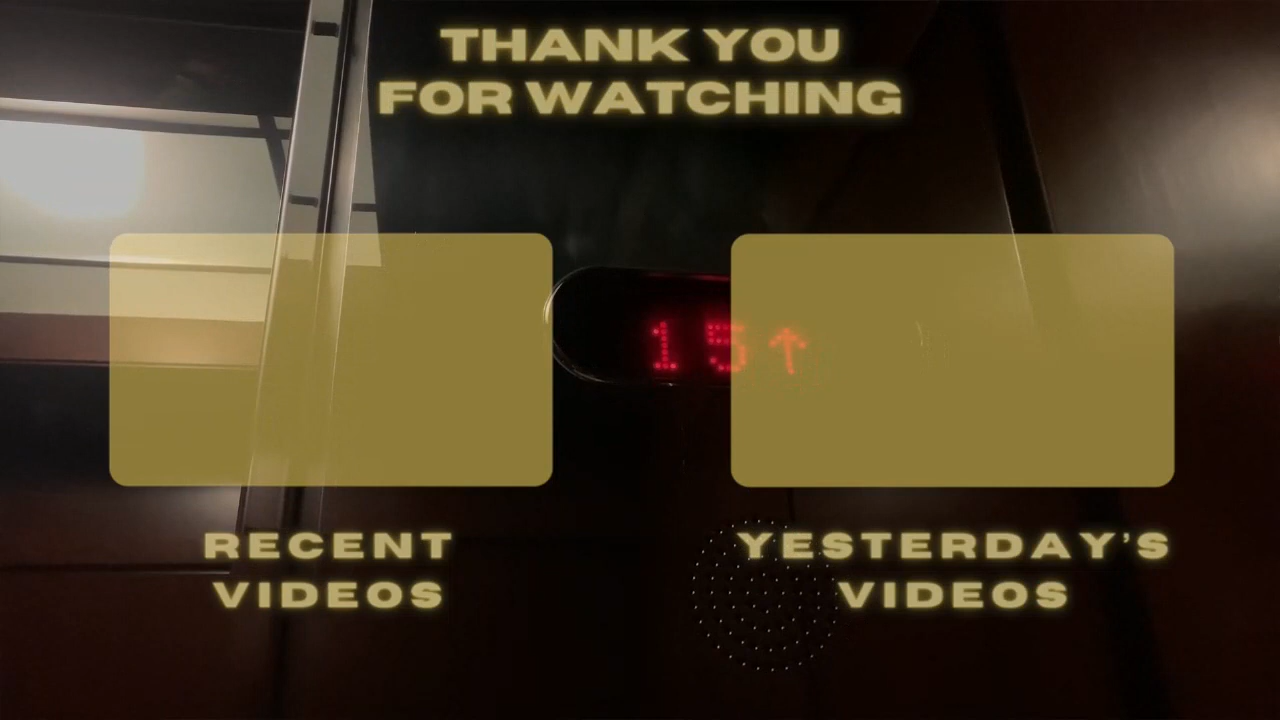 THANK YOU
FOR WATCHING
15↑
RECENT
VIDEOS
YESTERDAY'S
VIDEOS